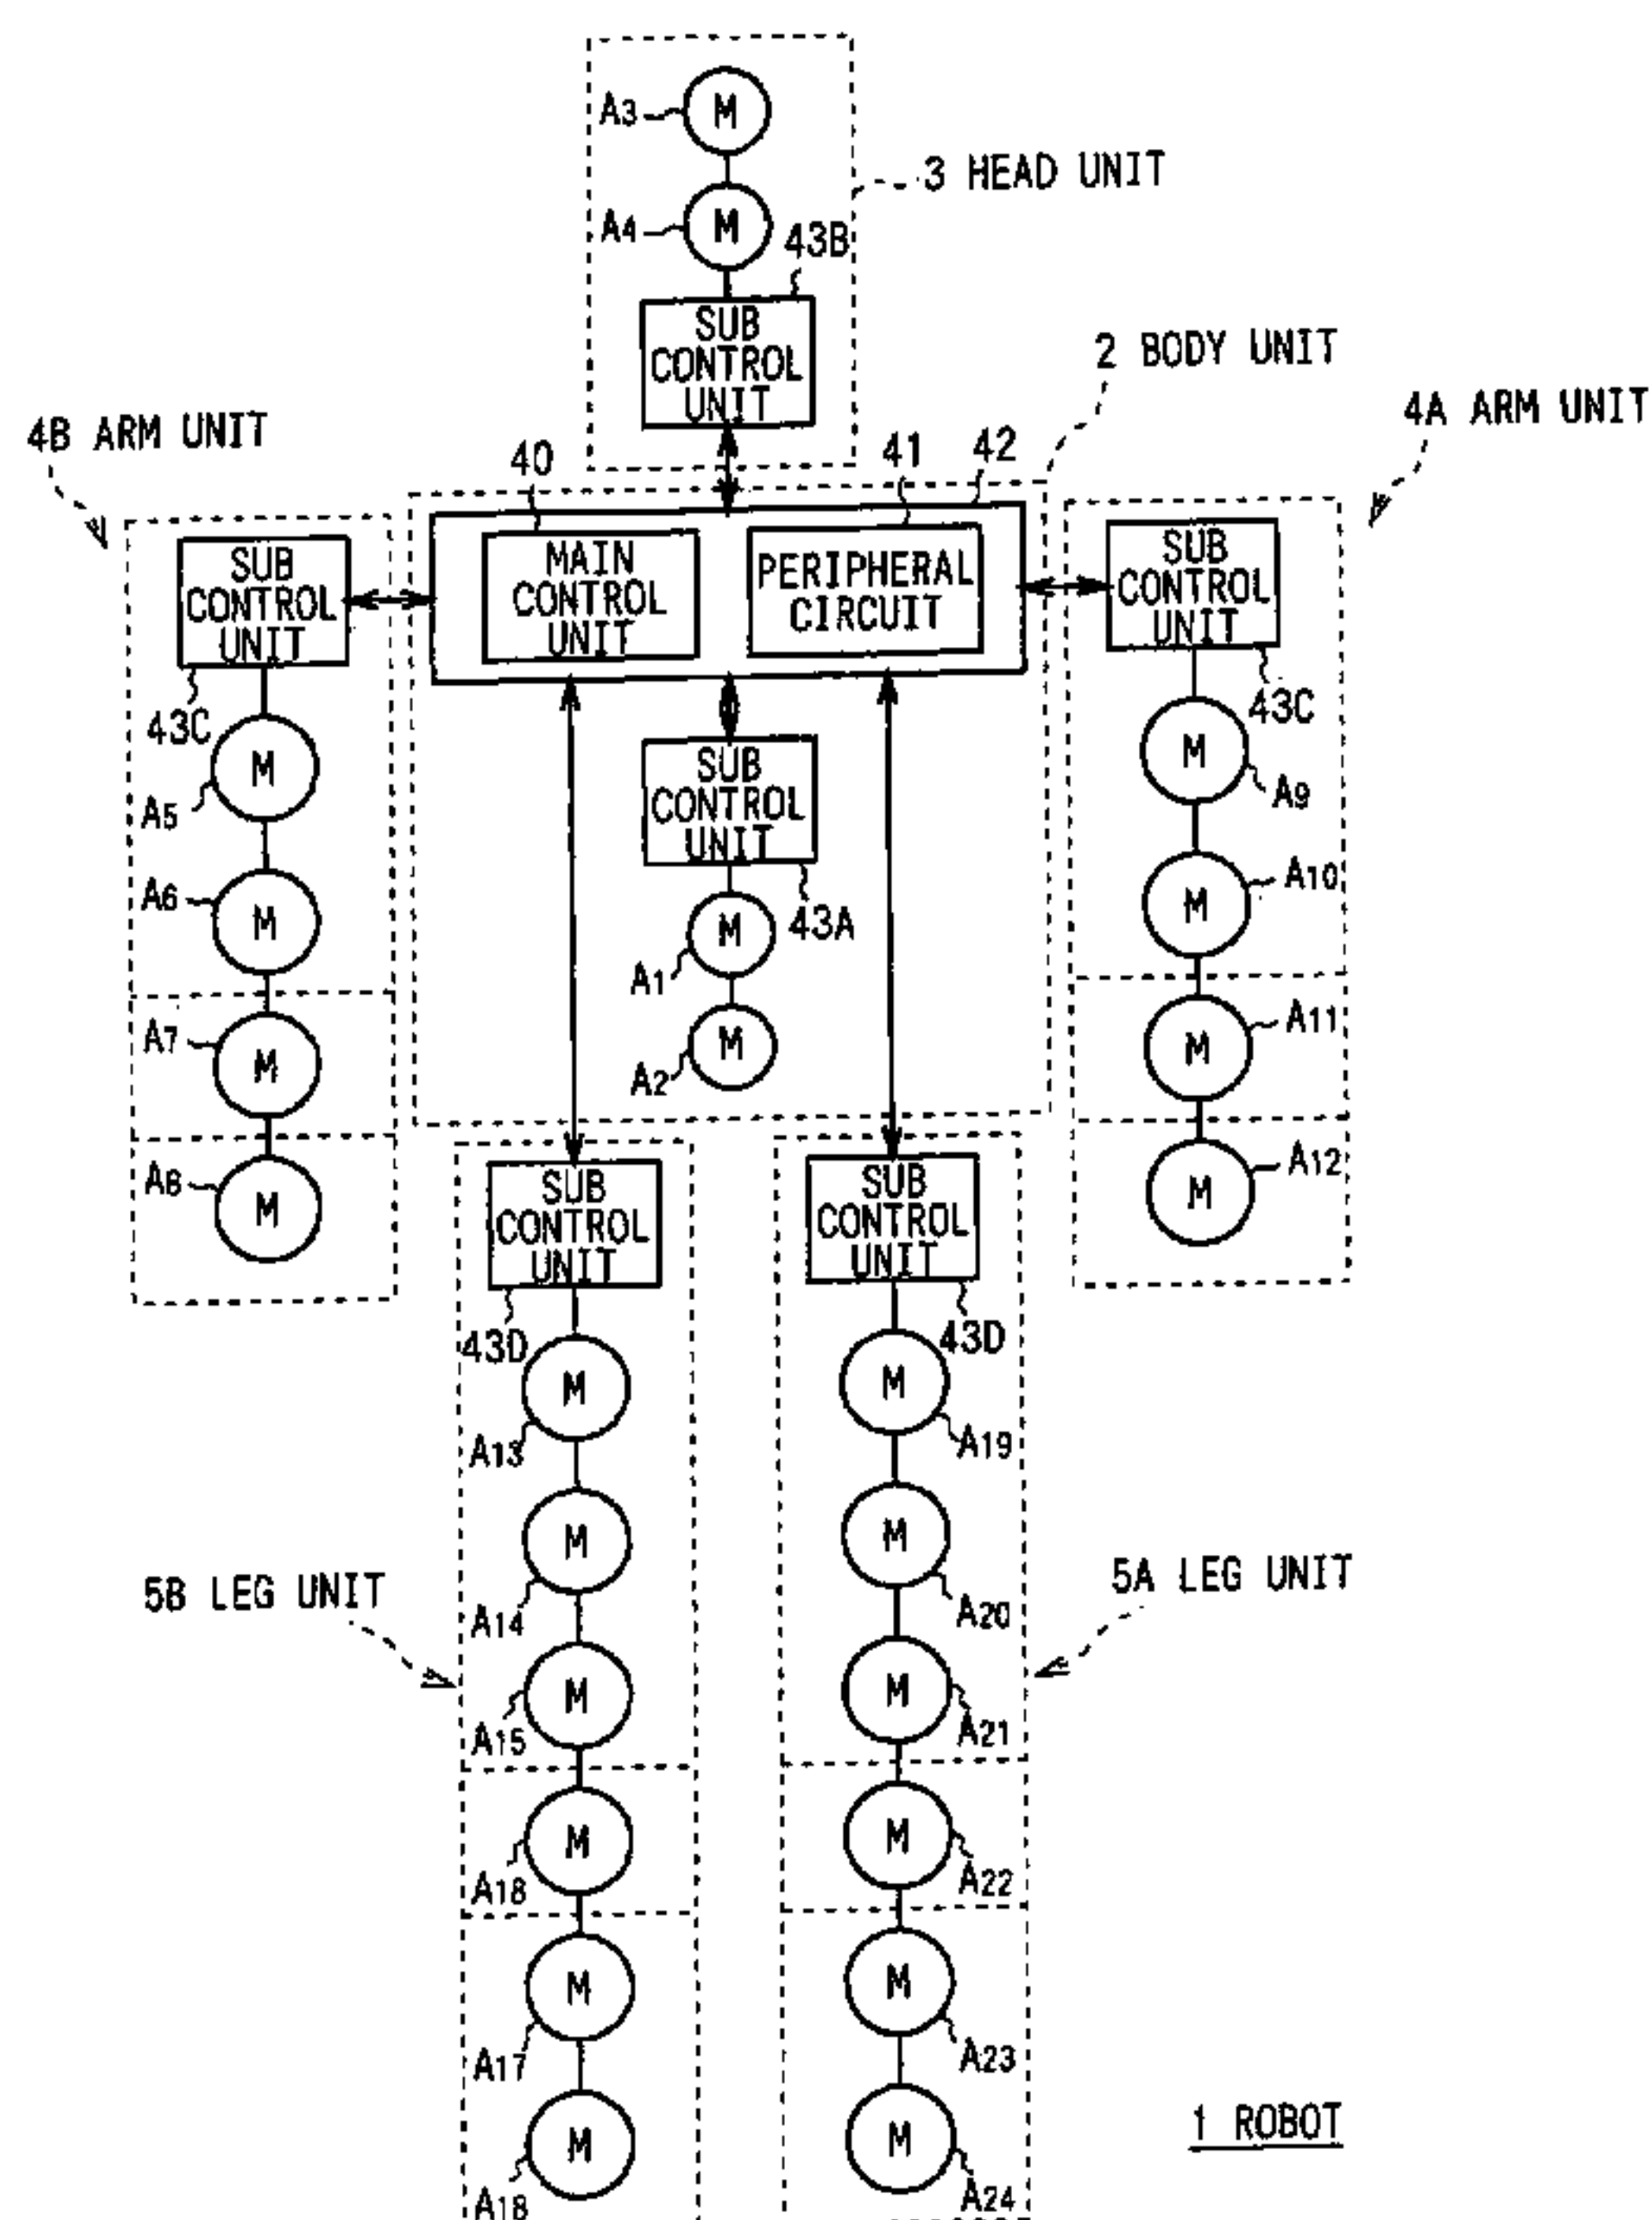 A3
M
3 HEAD UNIT
A4
M
43B
SUB
CONTROL
UNIT
2 BODY UNIT
4A ARM UNIT
4B ARM UNIT
40
41
42
SUB
CONTROL
UNIT
MAIN
CONTROL
UNIT
PERIPHERAL
CIRCUIT
SUB
CONTROL
UNIT
43C
43C
M
A5
SUB
CONTROL
UNIT
M
A9
A6
M
43A
M
A1
A10
M
A7
M
A2
M
A11
M
A8
M
A12
M
SUB
CONTROL
UNIT
SUB
CONTROL
UNIT
43D
43D
M
A13
M
A19
M
A14
M
A20
5B LEG UNIT
5A LEG UNIT
M
A15
M
A21
M
A18
M
A22
M
A17
M
A23
M
A18
M
A24
1 ROBOT